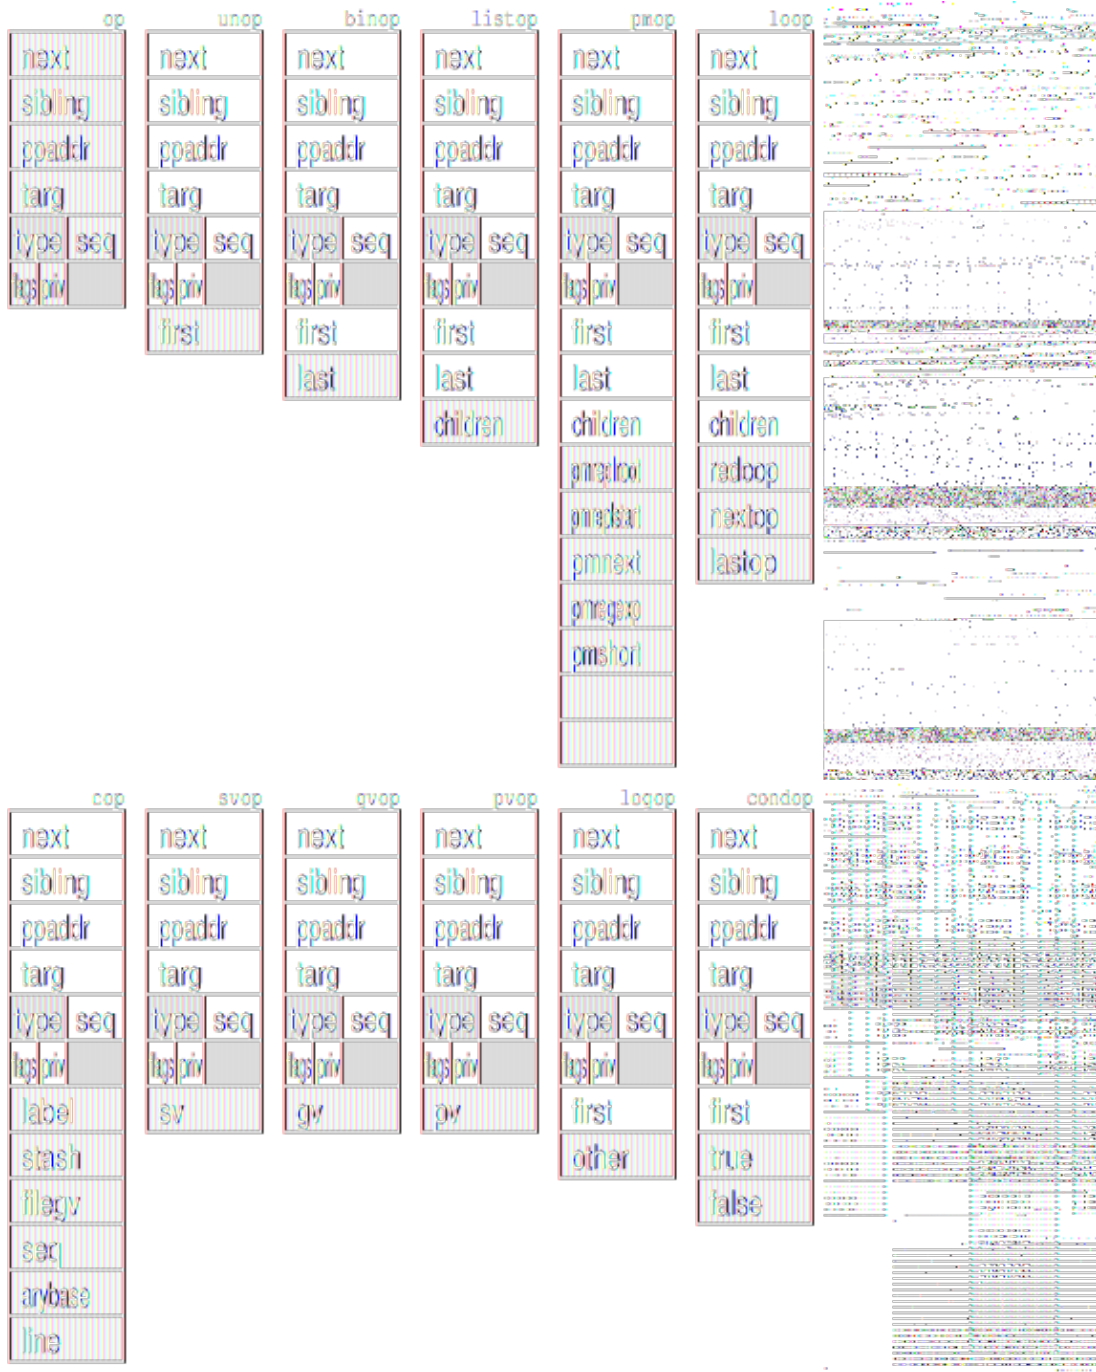 op
next
sibling
ppaddr
targ
type seq
flags priv
unop
next
sibling
ppaddr
targ
type seq
flags priv
first
binop
next
sibling
ppaddr
targ
type seq
flags priv
first
last
listop
next
sibling
ppaddr
targ
type seq
flags priv
first
last
children
pmop
next
sibling
ppaddr
targ
type seq
flags priv
first
last
children
pmreplroot
pmreplstart
pmnext
pmregexp
pmshort
loop
next
sibling
ppaddr
targ
type seq
flags priv
first
last
children
redoop
nextop
lastop
cop
next
sibling
ppaddr
targ
type seq
flags priv
label
stash
filegv
seq
arybase
line
svop
next
sibling
ppaddr
targ
type seq
flags priv
sv
gvop
next
sibling
ppaddr
targ
type seq
flags priv
gv
pvop
next
sibling
ppaddr
targ
type seq
flags priv
pv
logop
next
sibling
ppaddr
targ
type seq
flags priv
first
other
condop
next
sibling
ppaddr
targ
type seq
flags priv
first
true
false